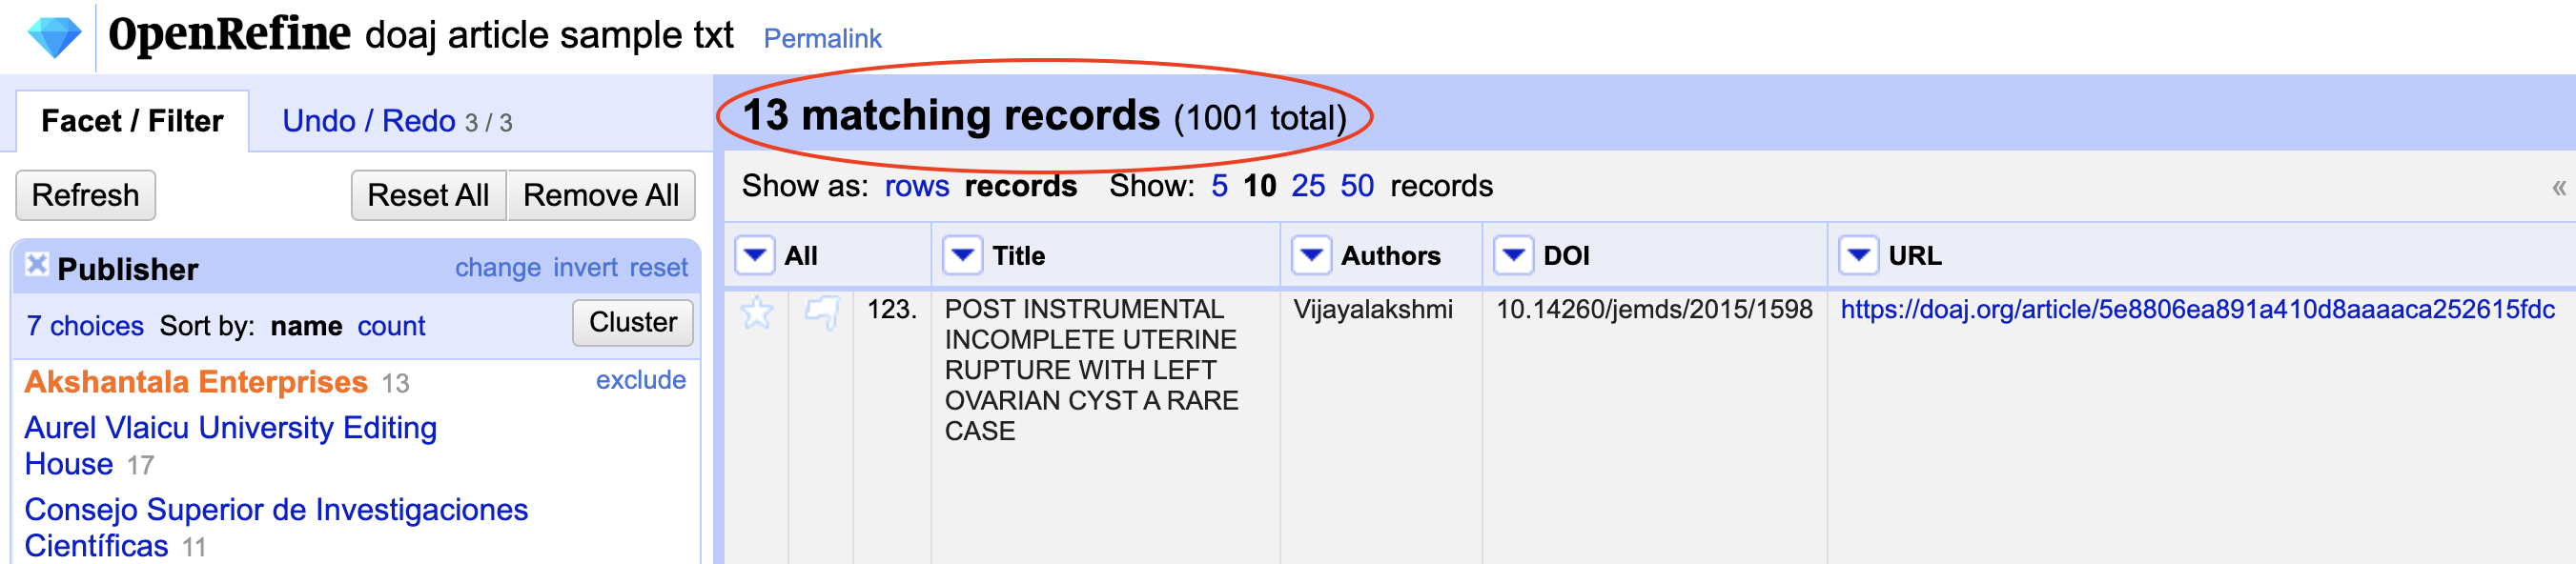 OpenRefine doaj article sample txt Permalink
Facet / Filter Undo / Redo 3 / 3
Refresh Reset All Remove All
Publisher change invert reset
7 choices Sort by: name count Cluster
Akshantala Enterprises 13 exclude
Aurel Vlaicu University Editing
House 17
Consejo Superior de Investigaciones
Científicas 11
13 matching records (1001 total)
Show as: rows records Show: 5 10 25 50 records «
All Title Authors DOI URL
123. POST INSTRUMENTAL Vijayalakshmi 10.14260/jemds/2015/1598 https://doaj.org/article/5e8806ea891a410d8aaaaca252615fdc
INCOMPLETE UTERINE
RUPTURE WITH LEFT
OVARIAN CYST A RARE
CASE